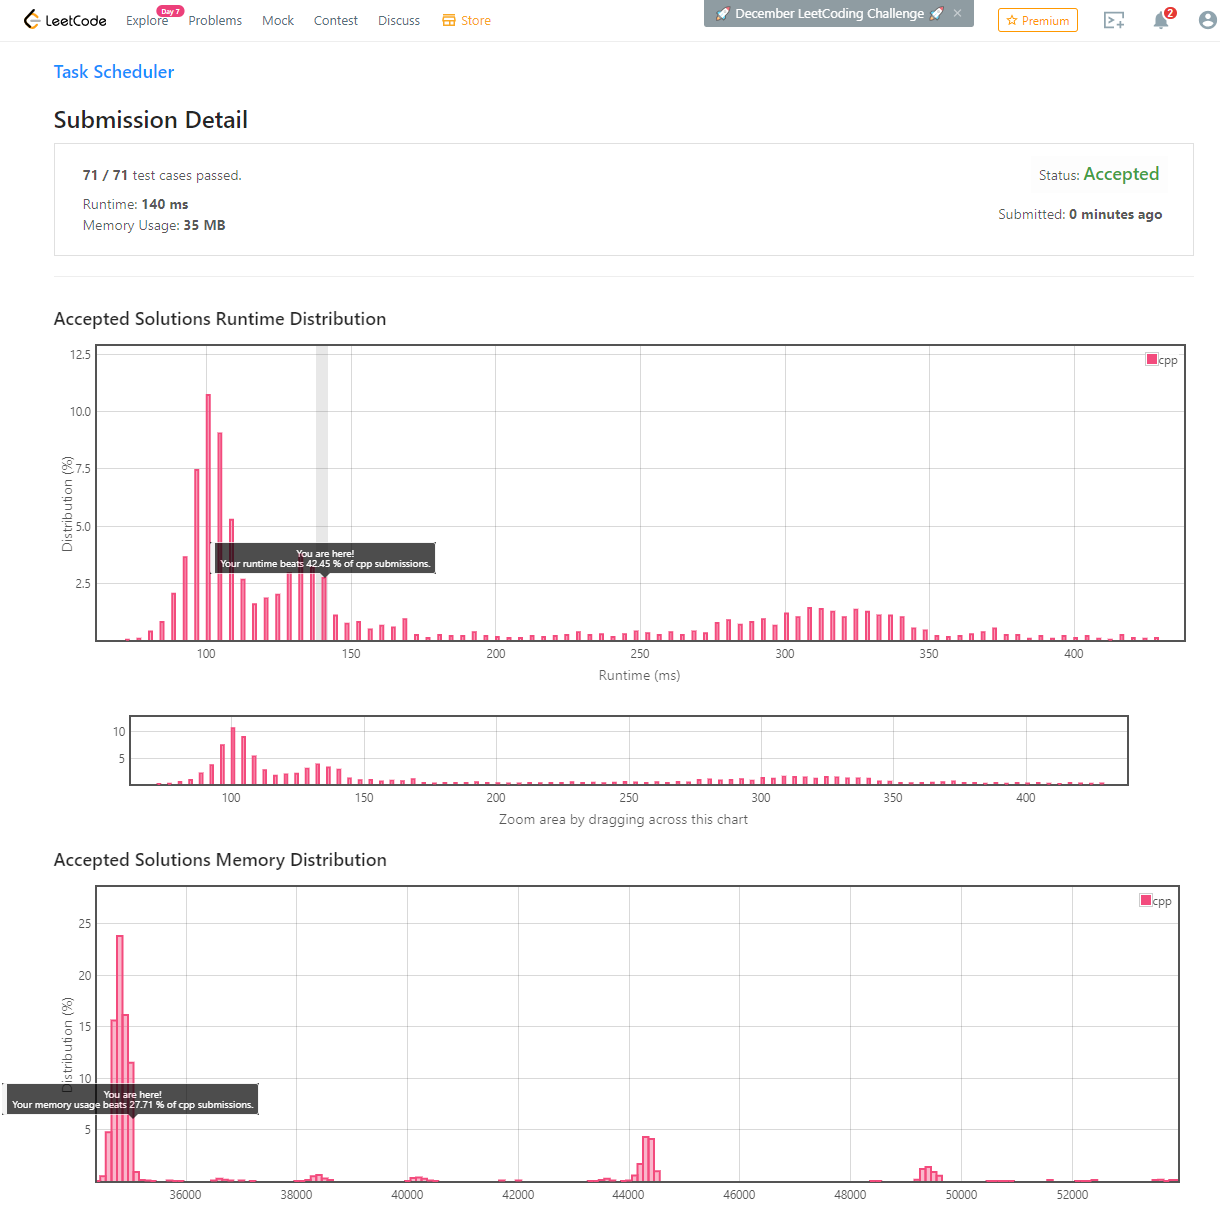 LeetCode
Explore
Day 7
Problems
Mock
Contest
Discuss
Store
🚀 December LeetCoding Challenge 🚀 ×
Premium
2
Task Scheduler
Submission Detail
71 / 71 test cases passed.
Status: Accepted
Runtime: 140 ms
Submitted: 0 minutes ago
Memory Usage: 35 MB
Accepted Solutions Runtime Distribution
12.5
cpp
10.0
7.5
5.0
2.5
Distribution (%)
You are here!
Your runtime beats 42.45 % of cpp submissions.
100 150 200 250 300 350 400
Runtime (ms)
10
5
100 150 200 250 300 350 400
Zoom area by dragging across this chart
Accepted Solutions Memory Distribution
cpp
25
20
15
10
5
Distribution (%)
You are here!
Your memory usage beats 27.71 % of cpp submissions.
36000 38000 40000 42000 44000 46000 48000 50000 52000